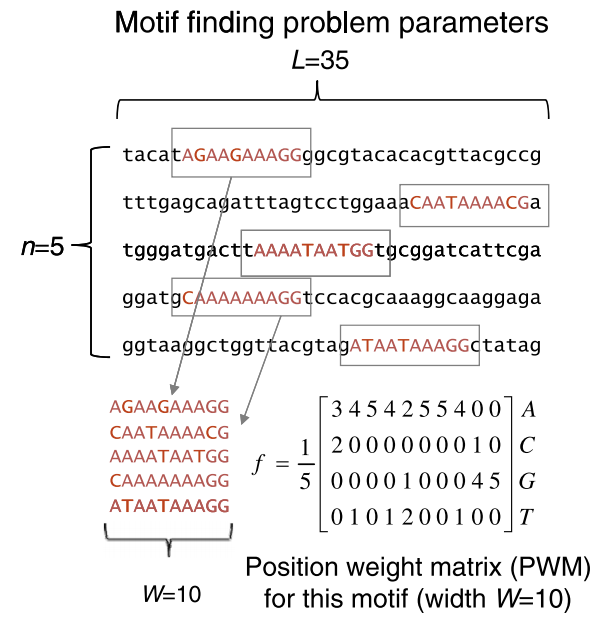 Motif finding problem parameters
L=35
tacatAGAAGAAAGGggcgtacacacgttacgccg
tttgagcagatttagtcctggaaaCAATAAAACGa
n=5
tgggatgacttAAAATAATGGtgcggatcattcga
ggatgCAAAAAAAGGtccacgcaaaggcaaggaga
ggtaaggctggttacgtagATAATAAAGGctatag
AGAAGAAAGG
CAATAAAACG
AAAATAATGG
CAAAAAAAGG
ATAATAAAGG
W=10
f = 1/5
3 4 5 4 2 5 5 4 0 0 A
2 0 0 0 0 0 0 0 1 0 C
0 0 0 0 1 0 0 0 4 5 G
0 1 0 1 2 0 0 1 0 0 T
Position weight matrix (PWM)
for this motif (width W=10)